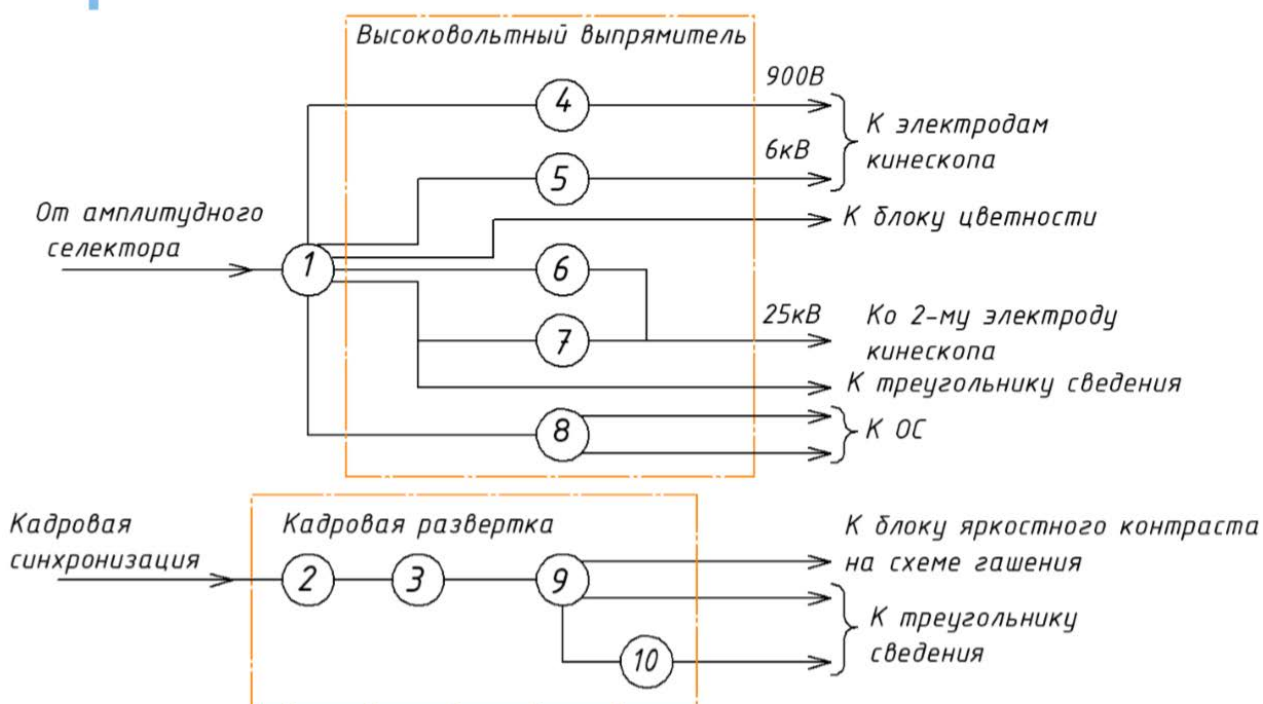 Высоковольтный выпрямитель
900В
4
К электродам
кинескопа
6кВ
5
От амплитудного
селектора
К блоку цветности
1
6
25кВ
Ко 2-му электроду
кинескопа
7
К треугольнику сведения
8
К ОС
Кадровая
синхронизация
Кадровая развертка
К блоку яркостного контраста
на схеме гашения
2
3
9
К треугольнику
сведения
10